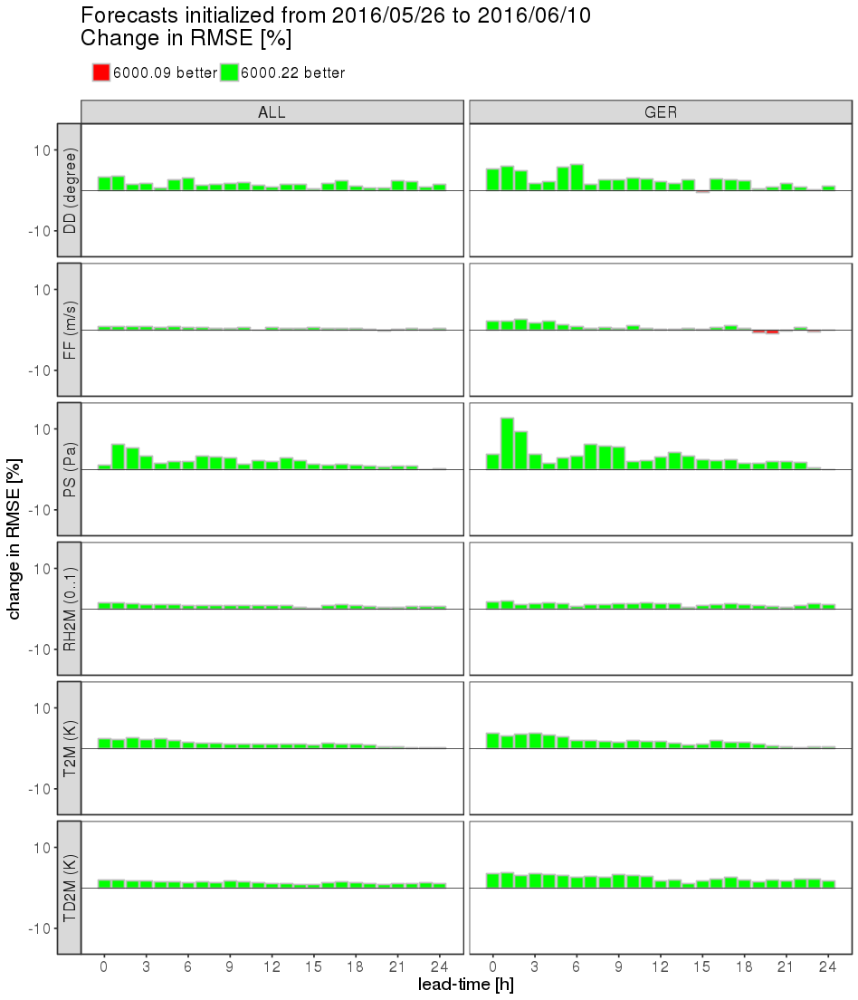 Forecasts initialized from 2016/05/26 to 2016/06/10
Change in RMSE [%]
6000.09 better 6000.22 better
ALL GER
10
-10
DD (degree)
10
-10
FF (m/s)
10
-10
PS (Pa)
10
-10
RH2M (0..1)
10
-10
T2M (K)
10
-10
TD2M (K)
change in RMSE [%]
0 3 6 9 12 15 18 21 24 0 3 6 9 12 15 18 21 24
lead-time [h]